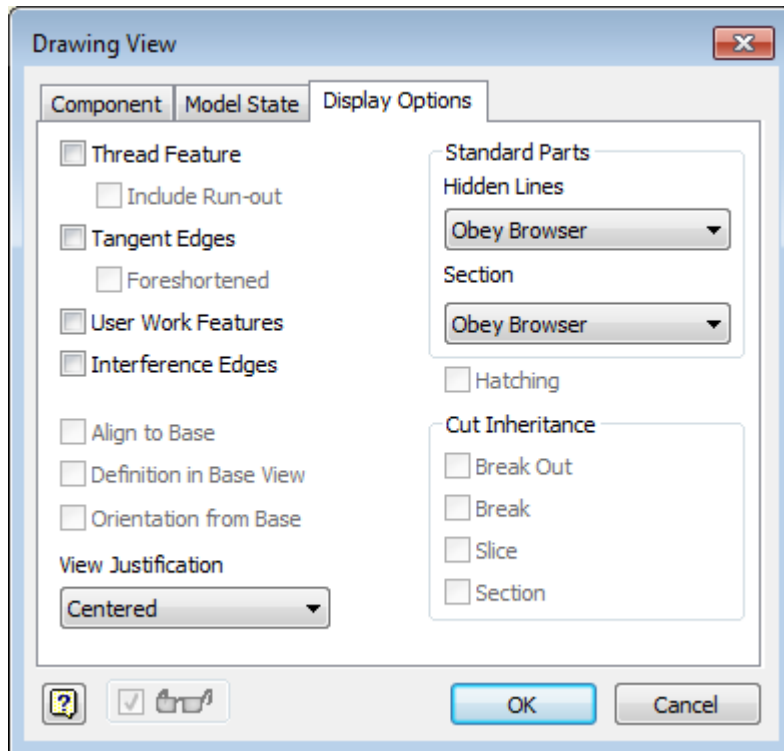 Drawing View
Component
Model State
Display Options
Thread Feature
Include Run-out
Tangent Edges
Foreshortened
User Work Features
Interference Edges
Align to Base
Definition in Base View
Orientation from Base
View Justification
Centered
Standard Parts
Hidden Lines
Obey Browser
Section
Obey Browser
Hatching
Cut Inheritance
Break Out
Break
Slice
Section
?
OK
Cancel